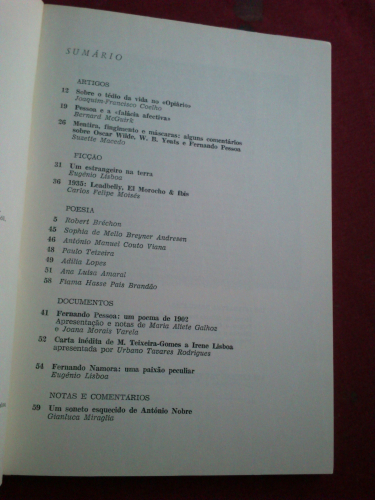 SUMÁRIO
ARTIGOS
12 Sobre o tédio da vida no «Opiário»
Joaquim-Francisco Coelho
19 Pessoa e a «falácia afectiva»
Bernard McGuirk
26 Mentira, fingimento e máscaras: alguns comentários
sobre Oscar Wilde, W. B. Yeats e Fernando Pessoa
Suzette Macedo
FICÇÃO
31 Um estrangeiro na terra
Eugénio Lisboa
36 1935: Leadbelly, El Morocho & Ibis
Carlos Felipe Moisés
POESIA
5 Robert Bréchon
45 Sophia de Mello Breyner Andresen
46 António Manuel Couto Viana
48 Paulo Teixeira
49 Adília Lopes
51 Ana Luísa Amaral
58 Fiama Hasse Pais Brandão
DOCUMENTOS
41 Fernando Pessoa: um poema de 1902
Apresentação e notas de Maria Aliete Galhoz
e Joana Morais Varela
52 Carta inédita de M. Teixeira-Gomes a Irene Lisboa
apresentada por Urbano Tavares Rodrigues
54 Fernando Namora: uma paixão peculiar
Eugénio Lisboa
NOTAS E COMENTÁRIOS
59 Um soneto esquecido de António Nobre
Gianluca Miraglia